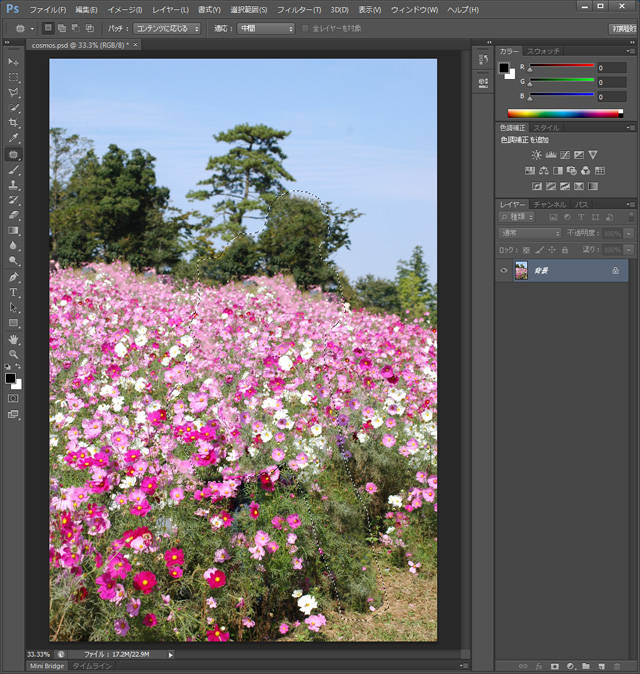 Ps ファイル(F) 編集(E) イメージ(I) レイヤー(L) 書式(Y) 選択範囲(S) フィルター(T) 3D(D) 表示(V) ウィンドウ(W) ヘルプ(H)
パッチ: コンテンツに応じる 適応: 中間 全レイヤーを対象 初期設定
cosmos.psd @ 33.3% (RGB/8) * ×
カラー スウォッチ
R 0
G 0
B 0
色調補正 スタイル
色調補正を追加
レイヤー チャンネル パス
種類
通常 不透明度: 100%
ロック: 塗り: 100%
背景
T
33.33% ファイル: 17.2M/22.9M
Mini Bridge タイムライン